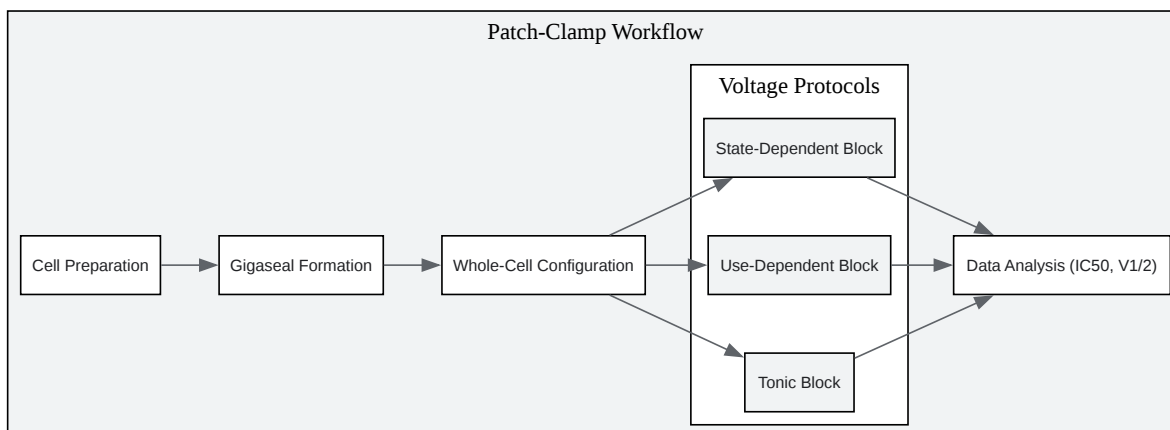 Patch-Clamp Workflow
Voltage Protocols
State-Dependent Block
Cell Preparation
Gigaseal Formation
Whole-Cell Configuration
Use-Dependent Block
Data Analysis (IC50, V1/2)
Tonic Block